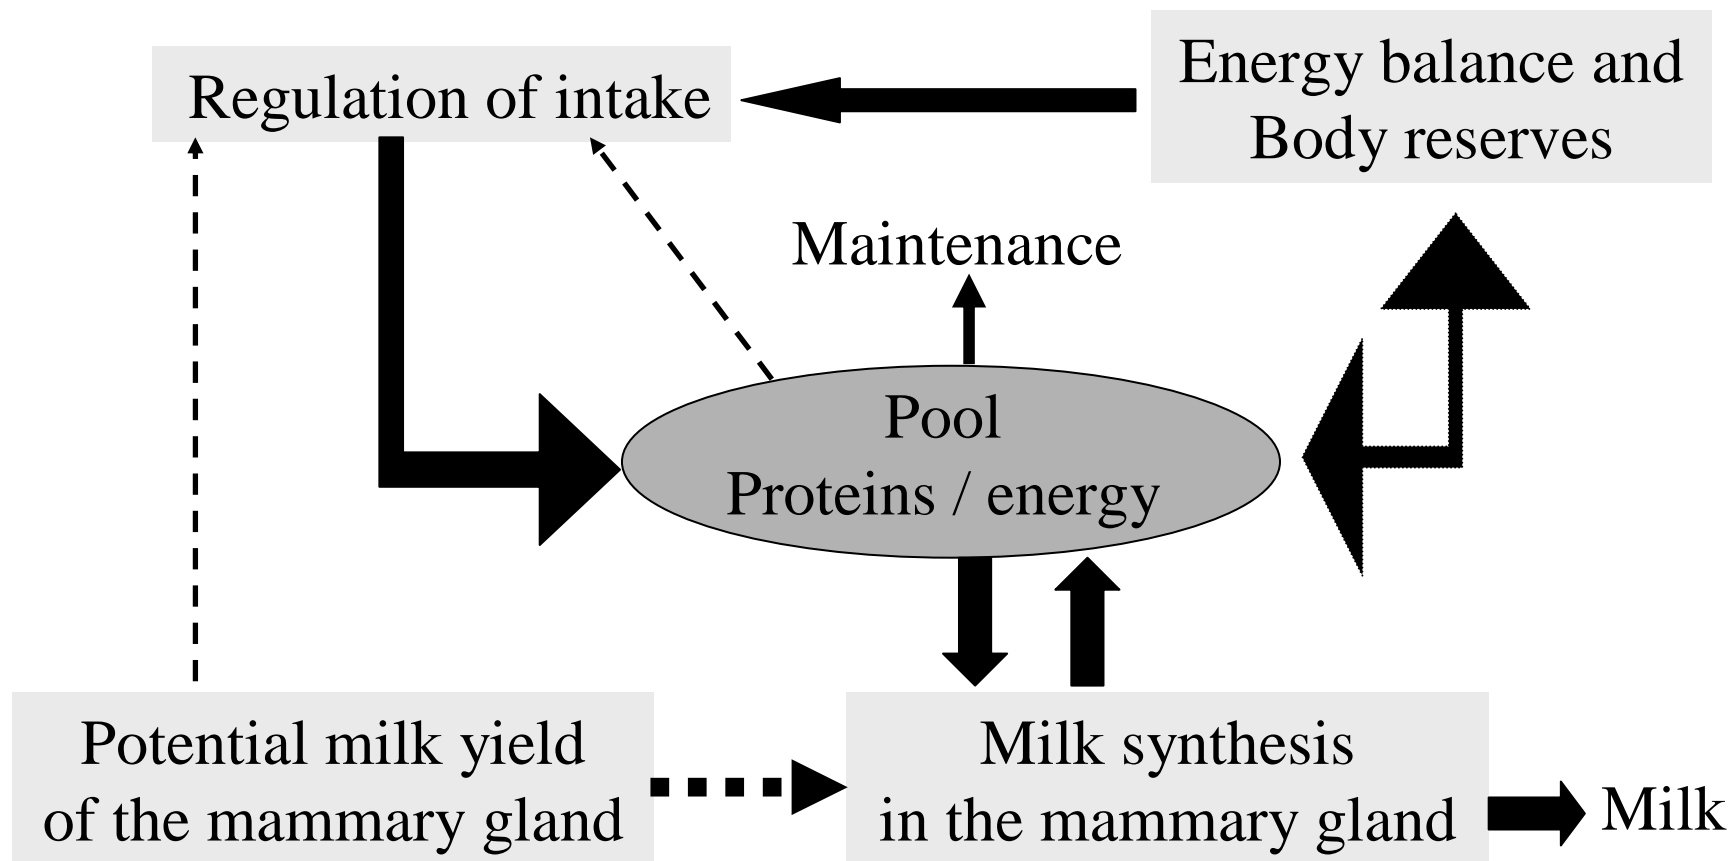 Regulation of intake
Energy balance and
Body reserves
Maintenance
Pool
Proteins / energy
Potential milk yield
of the mammary gland
Milk synthesis
in the mammary gland
Milk